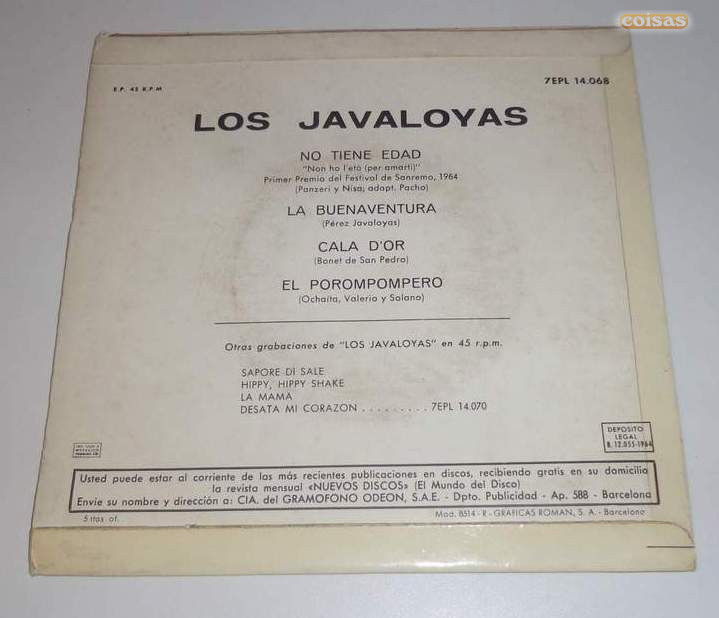 coisas
E.P. 45 R.P.M
7EPL 14.068
LOS JAVALOYAS
NO TIENE EDAD
"Non ho l'età (per amarti)"
Primer Premio del Festival de Sanremo, 1964
(Panzeri y Nisa; adapt. Pacho)
LA BUENAVENTURA
(Pérez Javaloyas)
CALA D'OR
(Bonet de San Pedro)
EL POROMPOMPERO
(Ochaíta, Valerio y Solano)
Otras grabaciones de "LOS JAVALOYAS" en 45 r.p.m.
SAPORE DI SALE
HIPPY, HIPPY SHAKE
LA MAMA
DESATA MI CORAZON . . . . . . . . . 7EPL 14.070
DEPOSITO
LEGAL
B. 12.055-1964
Usted puede estar al corriente de las más recientes publicaciones en discos, recibiendo gratis en su domicilio
la revista mensual «NUEVOS DISCOS» (El Mundo del Disco)
Envíe su nombre y dirección a: CIA. del GRAMOFONO ODEON, S.A.E. - Dpto. Publicidad - Ap. 588 - Barcelona
Mod. 8514 - R - GRAFICAS ROMAN, S. A. - Barcelona